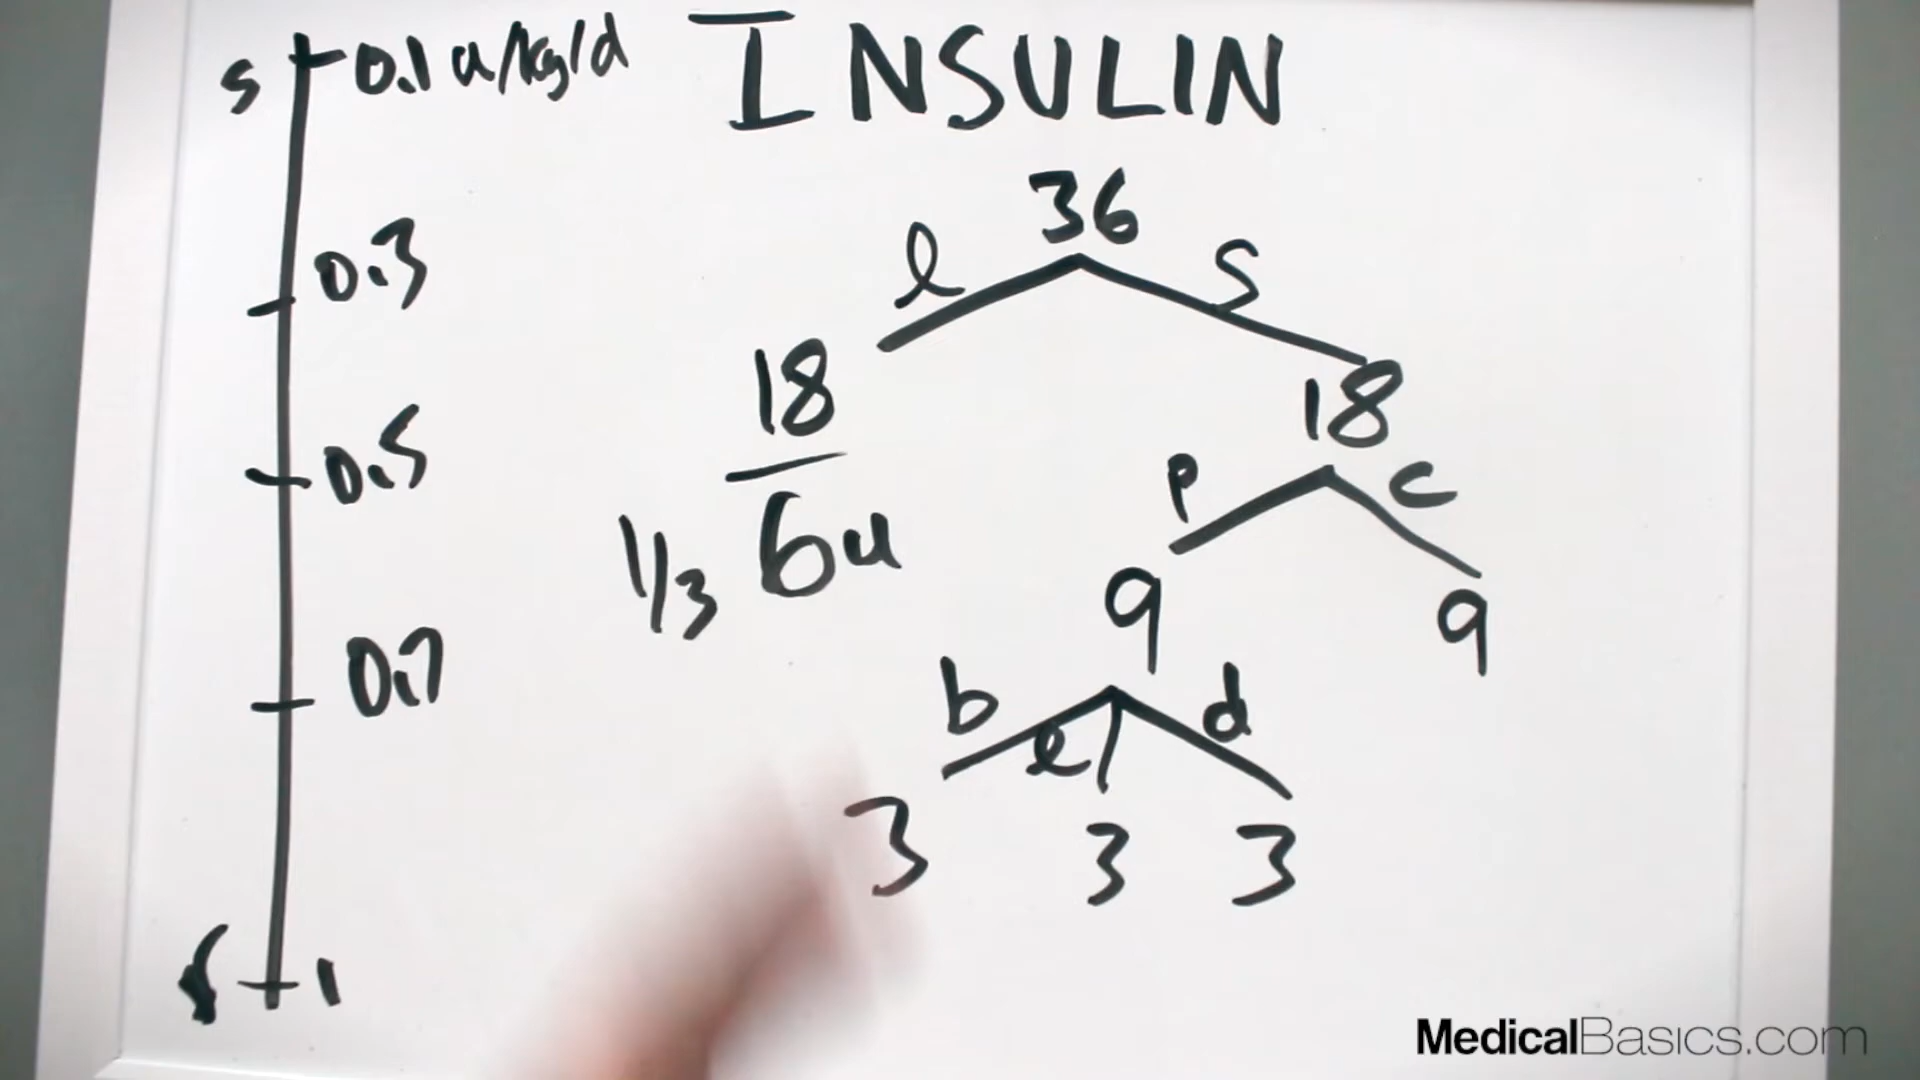 INSULIN
s 0.1 u/kg/d
0.3
0.5
0.7
1
36
l s
18 18
1/3 6u
p c
9 9
b l d
3 3 3
MedicalBasics.com